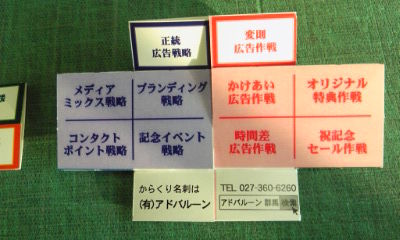 正統
広告戦略
変則
広告作戦
メディア
ミックス戦略
ブランディング
戦略
かけあい
広告作戦
オリジナル
特典作戦
コンタクト
ポイント戦略
記念イベント
戦略
時間差
広告作戦
祝記念
セール作戦
からくり名刺は
(有)アドバルーン
TEL 027-360-6260
アドバルーン 群馬 検索